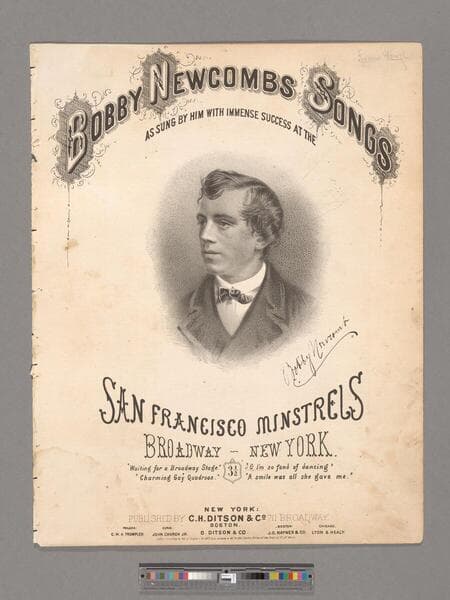 BOBBY NEWCOMBS SONGS
AS SUNG BY HIM WITH IMMENSE SUCCESS AT THE
Bobby Newcomb
SAN FRANCISCO MINSTRELS
BROADWAY – NEW YORK.
"Waiting for a Broadway Stage." "O, I'm so fond of dancing"
3½
"Charming Gay Quadroon." "A smile was all she gave me."
NEW YORK:
PUBLISHED BY C.H. DITSON & CO. 711 BROADWAY.
BOSTON,
O. DITSON & CO.
CINN. BOSTON. CHICAGO.
C. W. A. TRUMPLER. JOHN CHURCH JR. J.C. HAYNES & CO. LYON & HEALY.